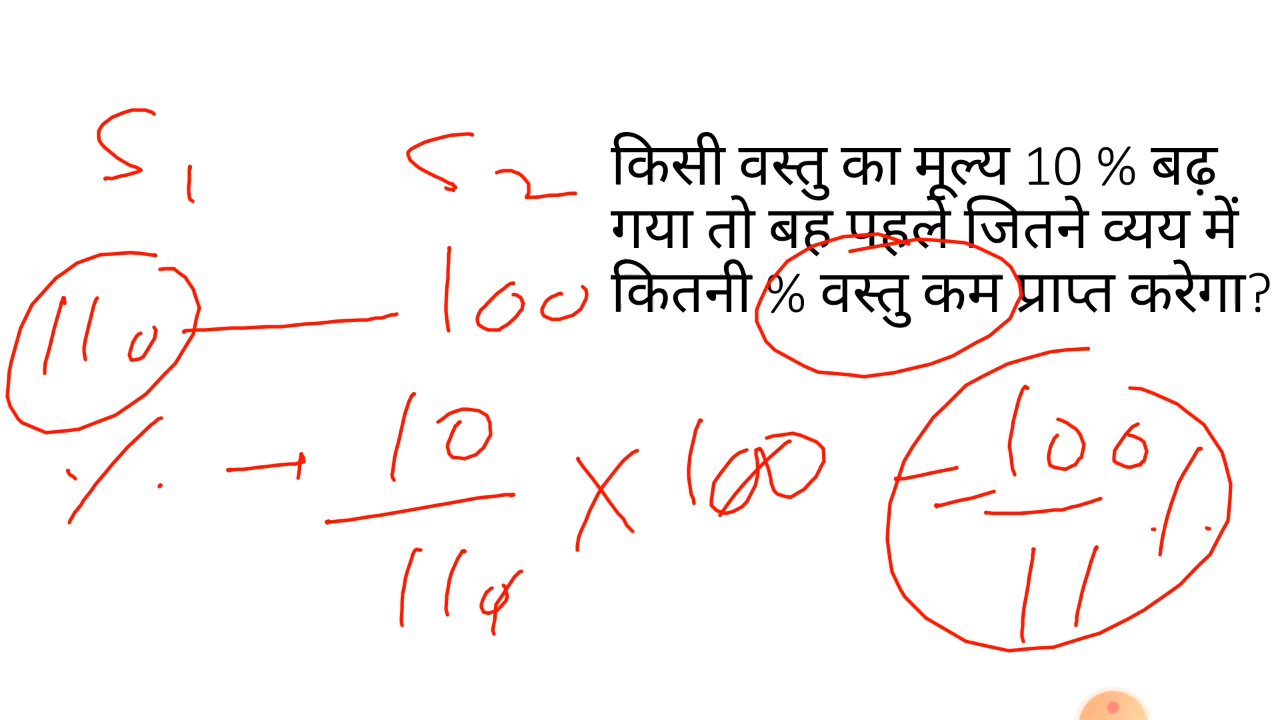 S1 S2
किसी वस्तु का मूल्य 10 % बढ़
गया तो बह पहले जितने व्यय में
कितनी % वस्तु कम प्राप्त करेगा?
110 — 100
% → 10/110 × 100 = 100/11 %